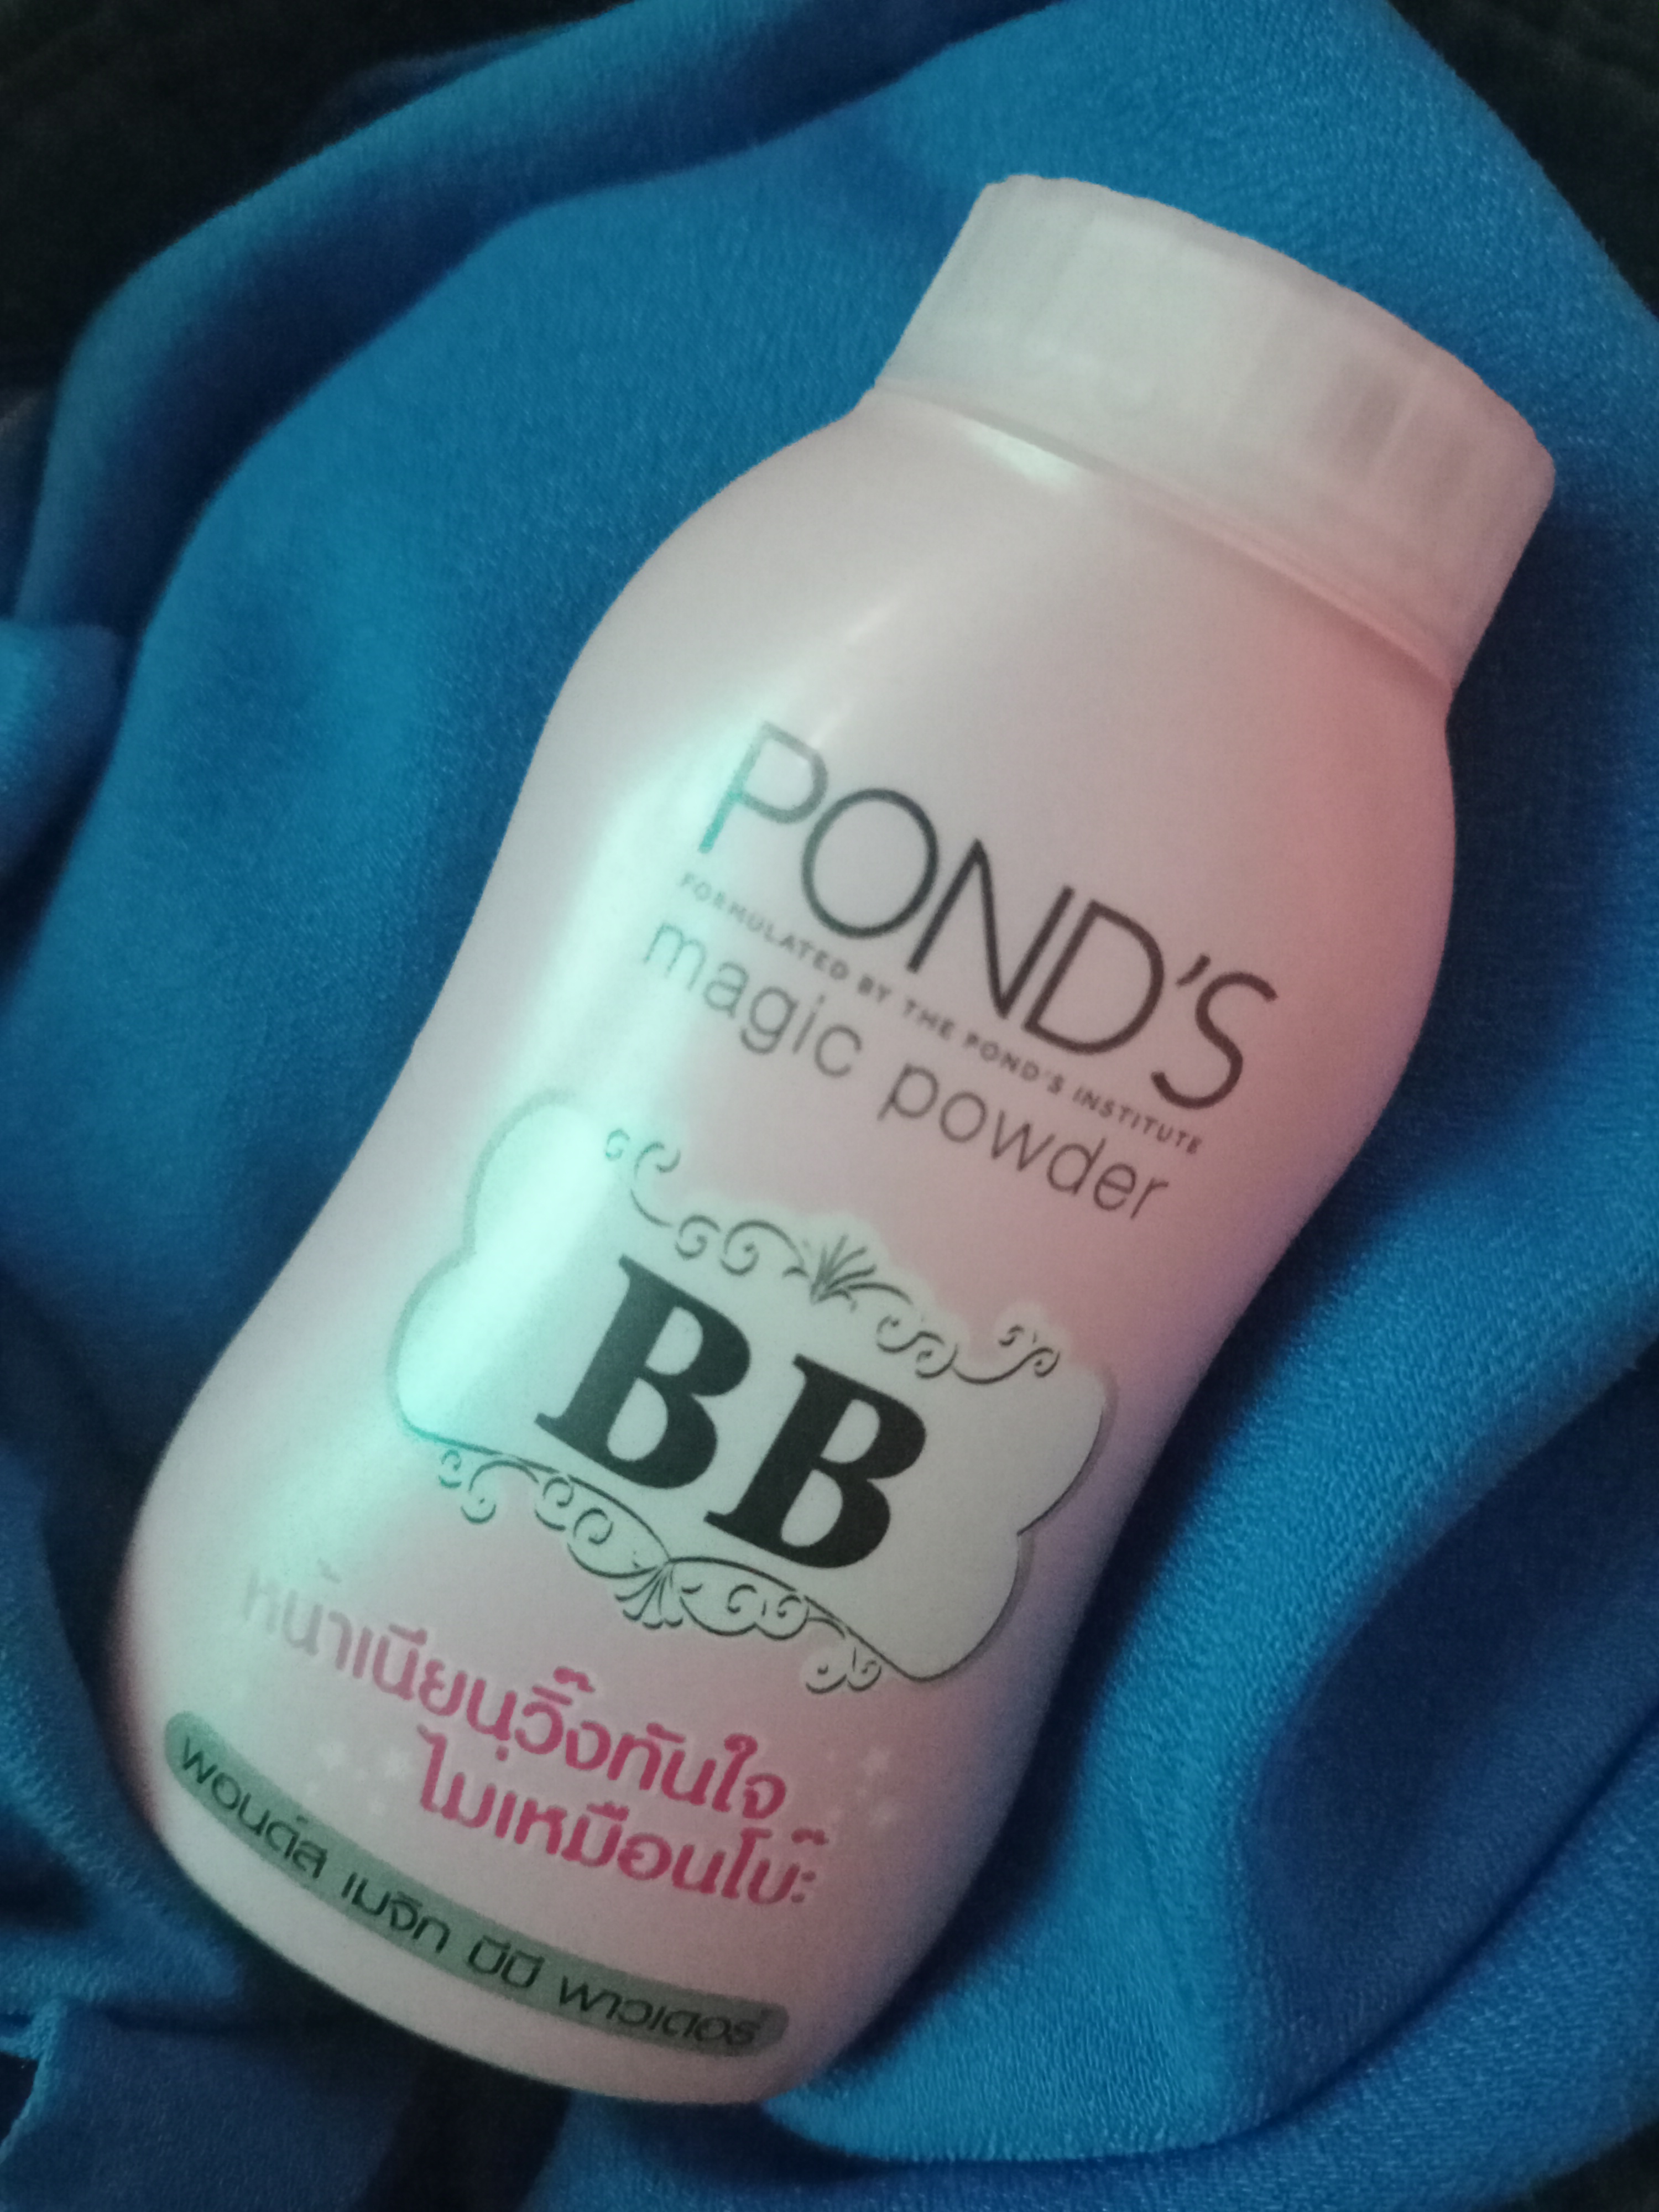 POND'S
FORMULATED BY THE POND'S INSTITUTE
magic powder
BB
หน้าเนียนวิ๊งทันใจ
ไม่เหมือนโบ๊ะ
พอนด์ส เมจิก บีบี พาวเดอร์